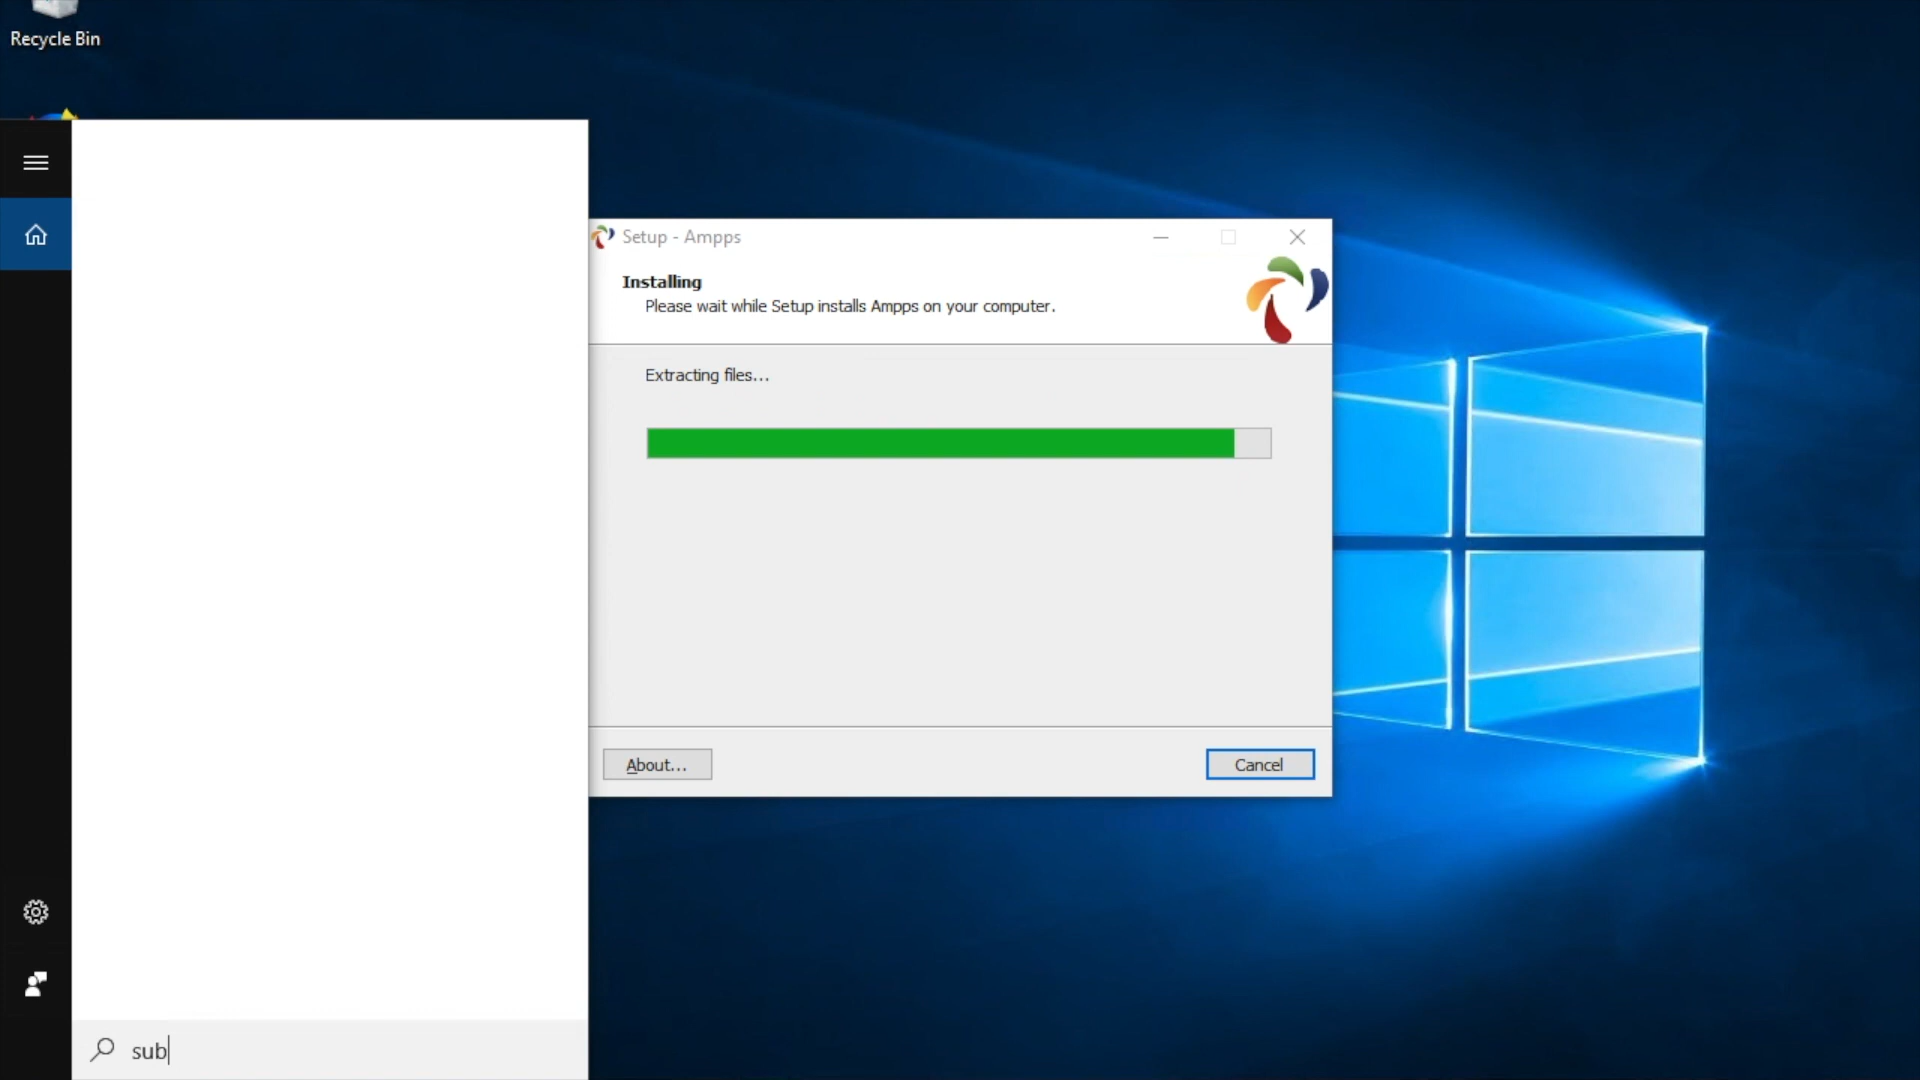 Recycle Bin
Setup - Ampps
Installing
Please wait while Setup installs Ampps on your computer.
Extracting files...
About...
Cancel
sub